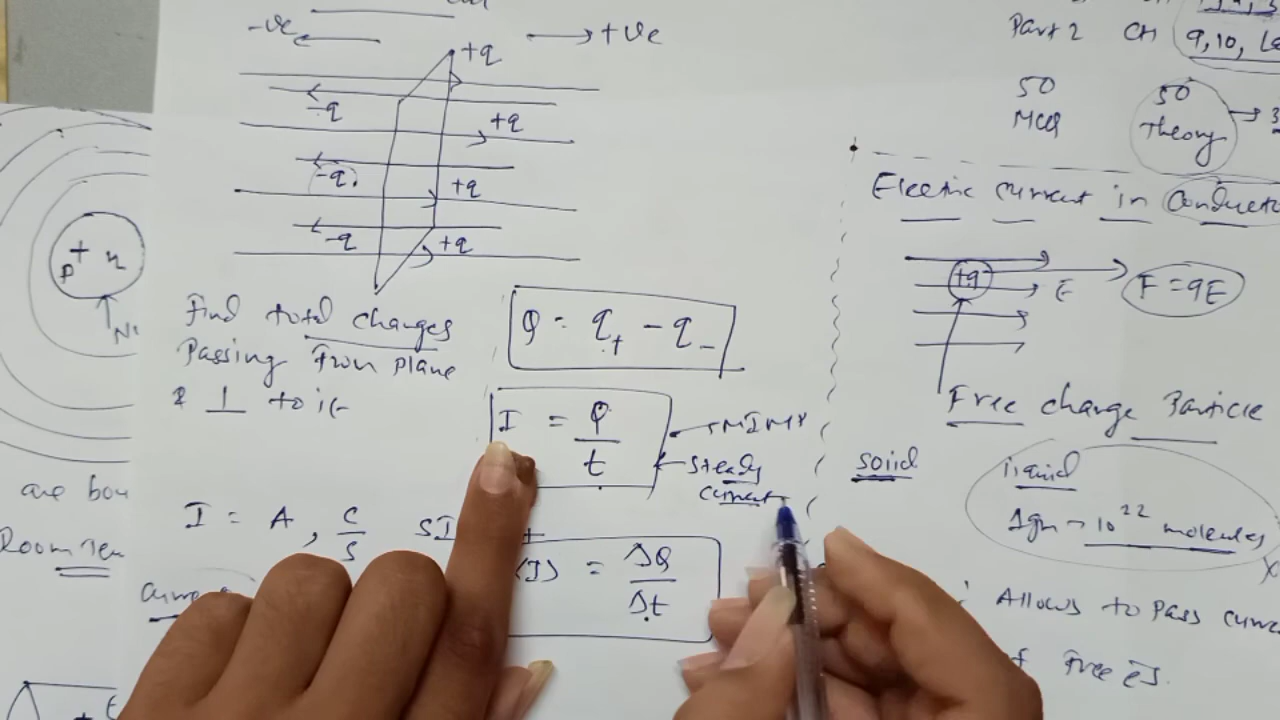 -ve
+ve
+q
-q
+q
-q
+q
-q
+q
Find total charges
Passing From plane
& ⊥ to it
Q = q+ - q-
I = Q/t
steady
current
I = A, C/s SI
⟨I⟩ = ΔQ/Δt
P + n
are bou
Room Tem
Part 2 CH 9, 10,
50
MCQ
50
Theory
Electric current in Conducto
+q
E
F = qE
Free charge Particle
solid
liquid
1gm - 10^22 molecules
Allows to Pass curre
Free e